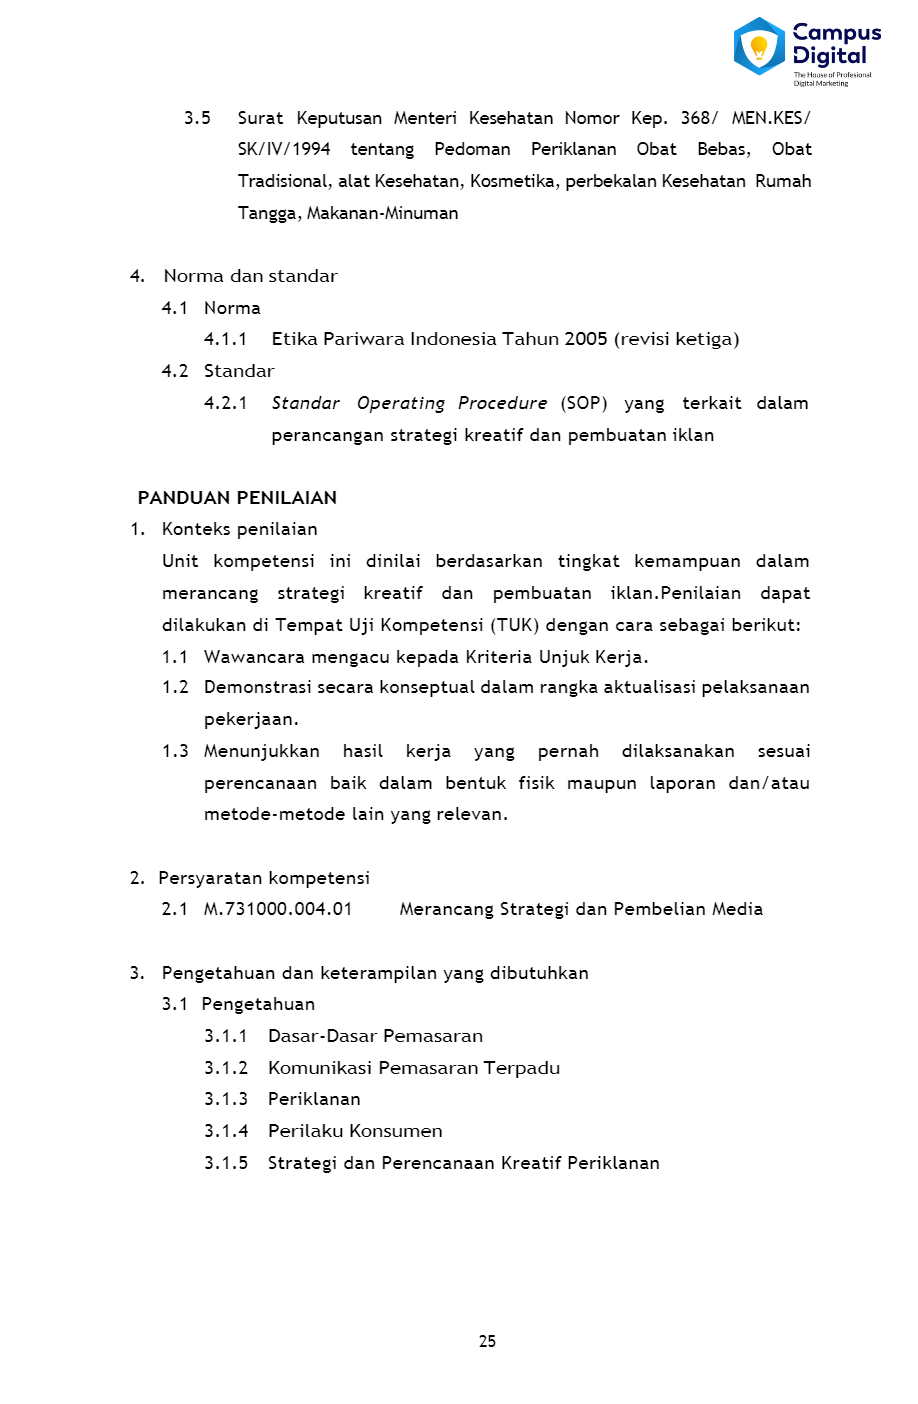 Campus
Digital
The House of Profesional
Digital Marketing
3.5 Surat Keputusan Menteri Kesehatan Nomor Kep. 368/ MEN.KES/
SK/IV/1994 tentang Pedoman Periklanan Obat Bebas, Obat
Tradisional, alat Kesehatan, Kosmetika, perbekalan Kesehatan Rumah
Tangga, Makanan-Minuman
4. Norma dan standar
4.1 Norma
4.1.1 Etika Pariwara Indonesia Tahun 2005 (revisi ketiga)
4.2 Standar
4.2.1 Standar Operating Procedure (SOP) yang terkait dalam
perancangan strategi kreatif dan pembuatan iklan
PANDUAN PENILAIAN
1. Konteks penilaian
Unit kompetensi ini dinilai berdasarkan tingkat kemampuan dalam
merancang strategi kreatif dan pembuatan iklan.Penilaian dapat
dilakukan di Tempat Uji Kompetensi (TUK) dengan cara sebagai berikut:
1.1 Wawancara mengacu kepada Kriteria Unjuk Kerja.
1.2 Demonstrasi secara konseptual dalam rangka aktualisasi pelaksanaan
pekerjaan.
1.3 Menunjukkan hasil kerja yang pernah dilaksanakan sesuai
perencanaan baik dalam bentuk fisik maupun laporan dan/atau
metode-metode lain yang relevan.
2. Persyaratan kompetensi
2.1 M.731000.004.01 Merancang Strategi dan Pembelian Media
3. Pengetahuan dan keterampilan yang dibutuhkan
3.1 Pengetahuan
3.1.1 Dasar-Dasar Pemasaran
3.1.2 Komunikasi Pemasaran Terpadu
3.1.3 Periklanan
3.1.4 Perilaku Konsumen
3.1.5 Strategi dan Perencanaan Kreatif Periklanan
25